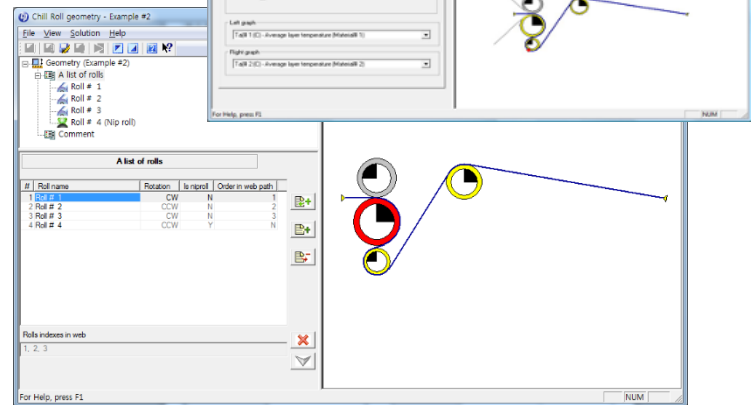 Left graph
Ta@l 1 (C) - Average layer temperature (Material# 1)
Right graph
Ta@l 2 (C) - Average layer temperature (Material# 2)
For Help, press F1
NUM
Chill Roll geometry - Example #2
File View Solution Help
Geometry (Example #2)
A list of rolls
Roll # 1
Roll # 2
Roll # 3
Roll # 4 (Nip roll)
Comment
A list of rolls
# Roll name Rotation Is niproll Order in web path
1 Roll # 1 CW N 1
2 Roll # 2 CCW N 2
3 Roll # 3 CW N 3
4 Roll # 4 CCW Y N
Rolls indexes in web
1, 2, 3
For Help, press F1
NUM